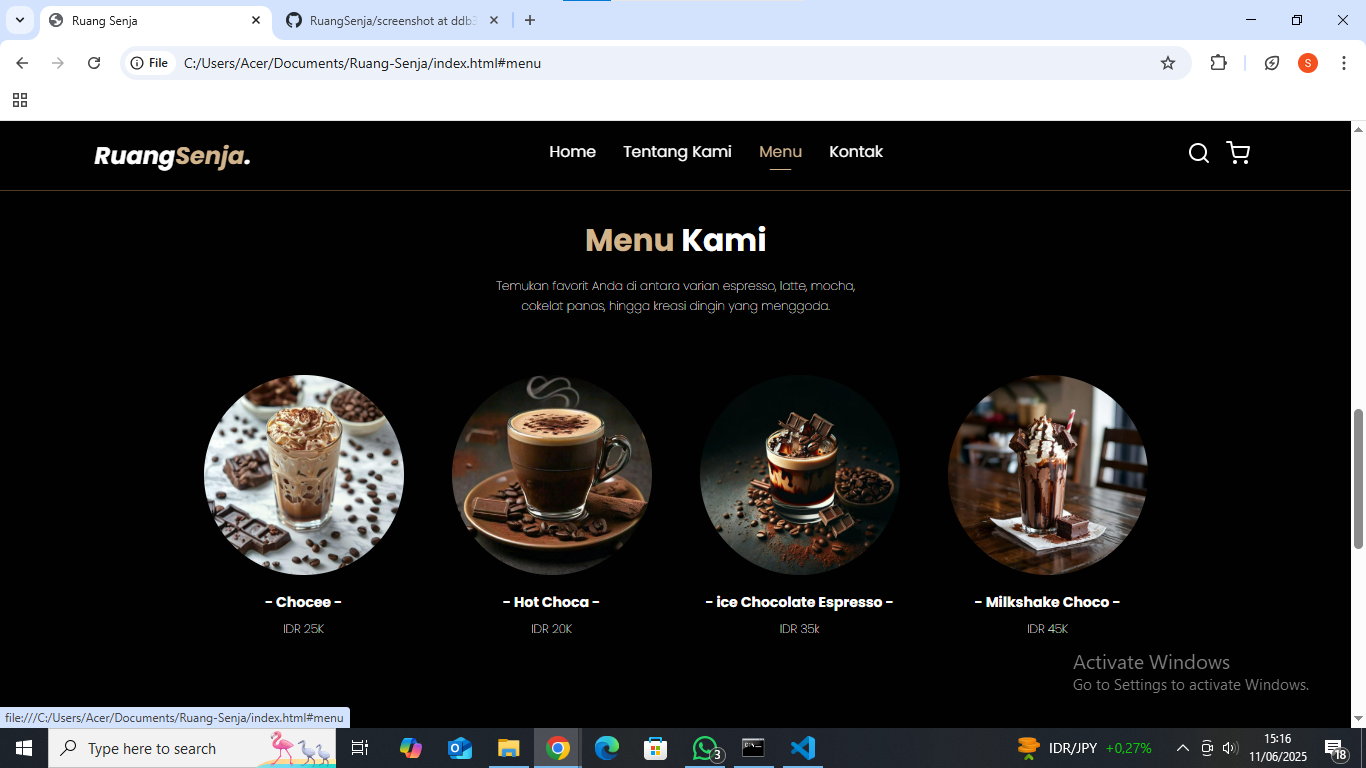 Ruang Senja
RuangSenja/screenshot at ddb3
File
C:/Users/Acer/Documents/Ruang-Senja/index.html#menu
S
RuangSenja.
Home
Tentang Kami
Menu
Kontak
Menu Kami
Temukan favorit Anda di antara varian espresso, latte, mocha,
cokelat panas, hingga kreasi dingin yang menggoda.
- Chocee -
- Hot Choca -
- ice Chocolate Espresso -
- Milkshake Choco -
IDR 25K
IDR 20K
IDR 35k
IDR 45K
Activate Windows
Go to Settings to activate Windows.
file:///C:/Users/Acer/Documents/Ruang-Senja/index.html#menu
Type here to search
3
IDR/JPY
+0,27%
15:16
11/06/2025
18